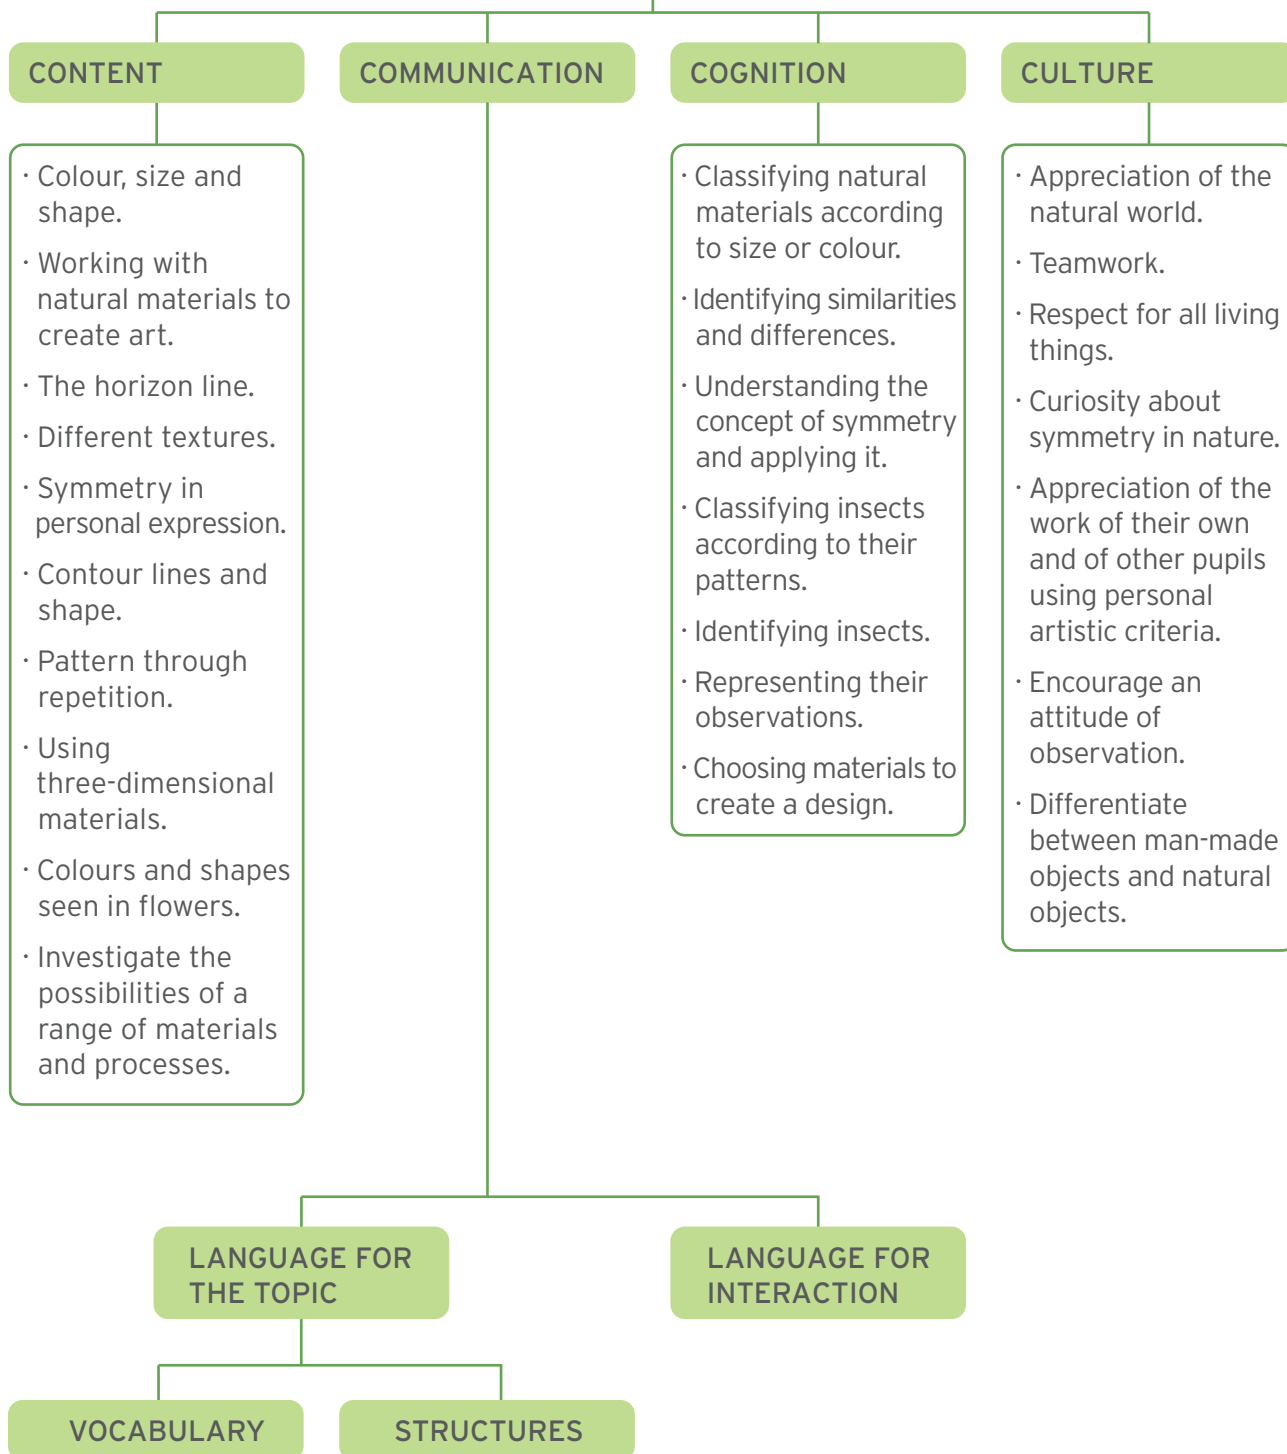 CONTENT
· Colour, size and
shape.
· Working with
natural materials to
create art.
· The horizon line.
· Different textures.
· Symmetry in
personal expression.
· Contour lines and
shape.
· Pattern through
repetition.
· Using
three-dimensional
materials.
· Colours and shapes
seen in flowers.
· Investigate the
possibilities of a
range of materials
and processes.
COMMUNICATION
COGNITION
· Classifying natural
materials according
to size or colour.
· Identifying similarities
and differences.
· Understanding the
concept of symmetry
and applying it.
· Classifying insects
according to their
patterns.
· Identifying insects.
· Representing their
observations.
· Choosing materials to
create a design.
CULTURE
· Appreciation of the
natural world.
· Teamwork.
· Respect for all living
things.
· Curiosity about
symmetry in nature.
· Appreciation of the
work of their own
and of other pupils
using personal
artistic criteria.
· Encourage an
attitude of
observation.
· Differentiate
between man-made
objects and natural
objects.
LANGUAGE FOR
THE TOPIC
LANGUAGE FOR
INTERACTION
VOCABULARY
STRUCTURES